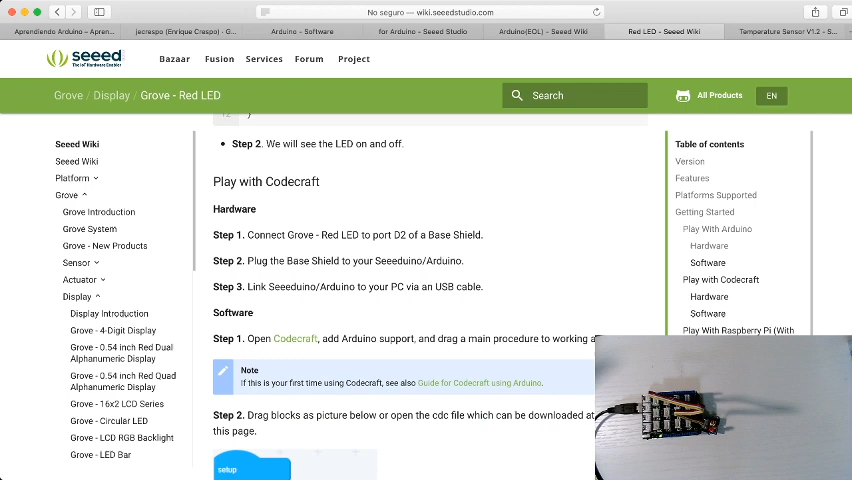 No seguro — wiki.seeedstudio.com
Aprendiendo Arduino – Apren...
jecrespo (Enrique Crespo) · G...
Arduino - Software
for Arduino - Seeed Studio
Arduino(EOL) – Seeed Wiki
Red LED - Seeed Wiki
Temperature Sensor V1.2 - S...
seeed
The IoT Hardware Enabler
Bazaar
Fusion
Services
Forum
Project
Grove / Display / Grove - Red LED
Search
All Products
EN
Seeed Wiki
Seeed Wiki
Platform
Grove
Grove Introduction
Grove System
Grove - New Products
Sensor
Actuator
Display
Display Introduction
Grove - 4-Digit Display
Grove - 0.54 inch Red Dual
Alphanumeric Display
Grove - 0.54 inch Red Quad
Alphanumeric Display
Grove - 16x2 LCD Series
Grove - Circular LED
Grove - LCD RGB Backlight
Grove - LED Bar
12 }
Step 2. We will see the LED on and off.
Play with Codecraft
Hardware
Step 1. Connect Grove - Red LED to port D2 of a Base Shield.
Step 2. Plug the Base Shield to your Seeeduino/Arduino.
Step 3. Link Seeeduino/Arduino to your PC via an USB cable.
Software
Step 1. Open Codecraft, add Arduino support, and drag a main procedure to working a
Note
If this is your first time using Codecraft, see also Guide for Codecraft using Arduino.
Step 2. Drag blocks as picture below or open the cdc file which can be downloaded at
this page.
setup
Table of contents
Version
Features
Platforms Supported
Getting Started
Play With Arduino
Hardware
Software
Play with Codecraft
Hardware
Software
Play With Raspberry Pi (With